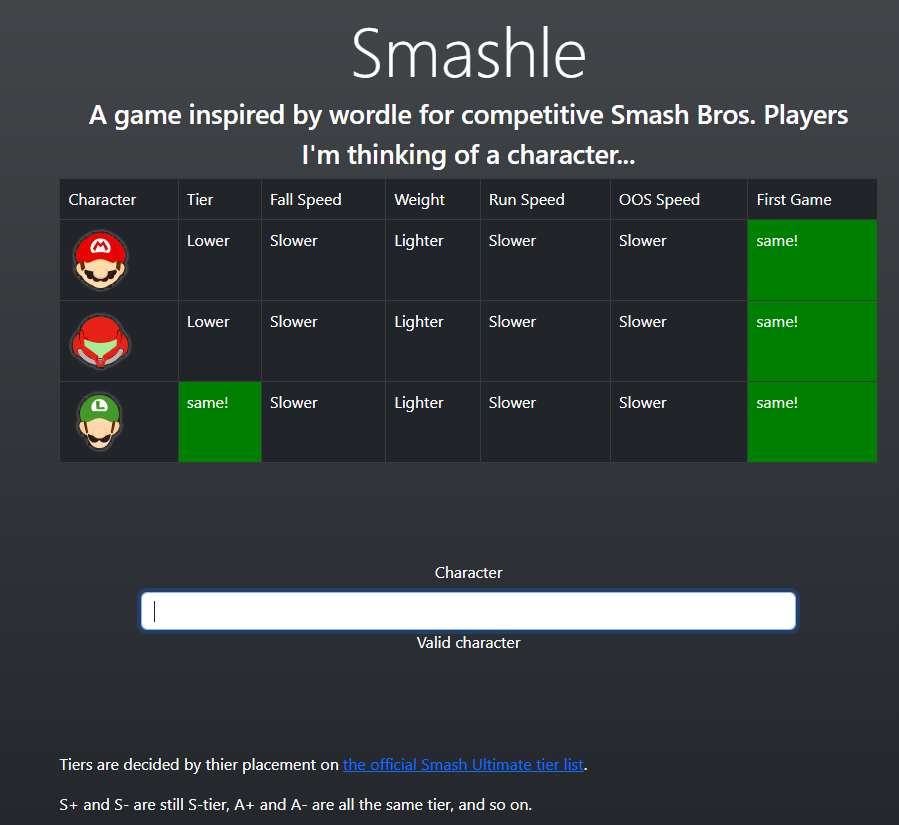 Smashle
A game inspired by wordle for competitive Smash Bros. Players
I'm thinking of a character...
Character Tier Fall Speed Weight Run Speed OOS Speed First Game
M Lower Slower Lighter Slower Slower same!
Lower Slower Lighter Slower Slower same!
L same! Slower Lighter Slower Slower same!
Character
Valid character
Tiers are decided by thier placement on the official Smash Ultimate tier list.
S+ and S- are still S-tier, A+ and A- are all the same tier, and so on.